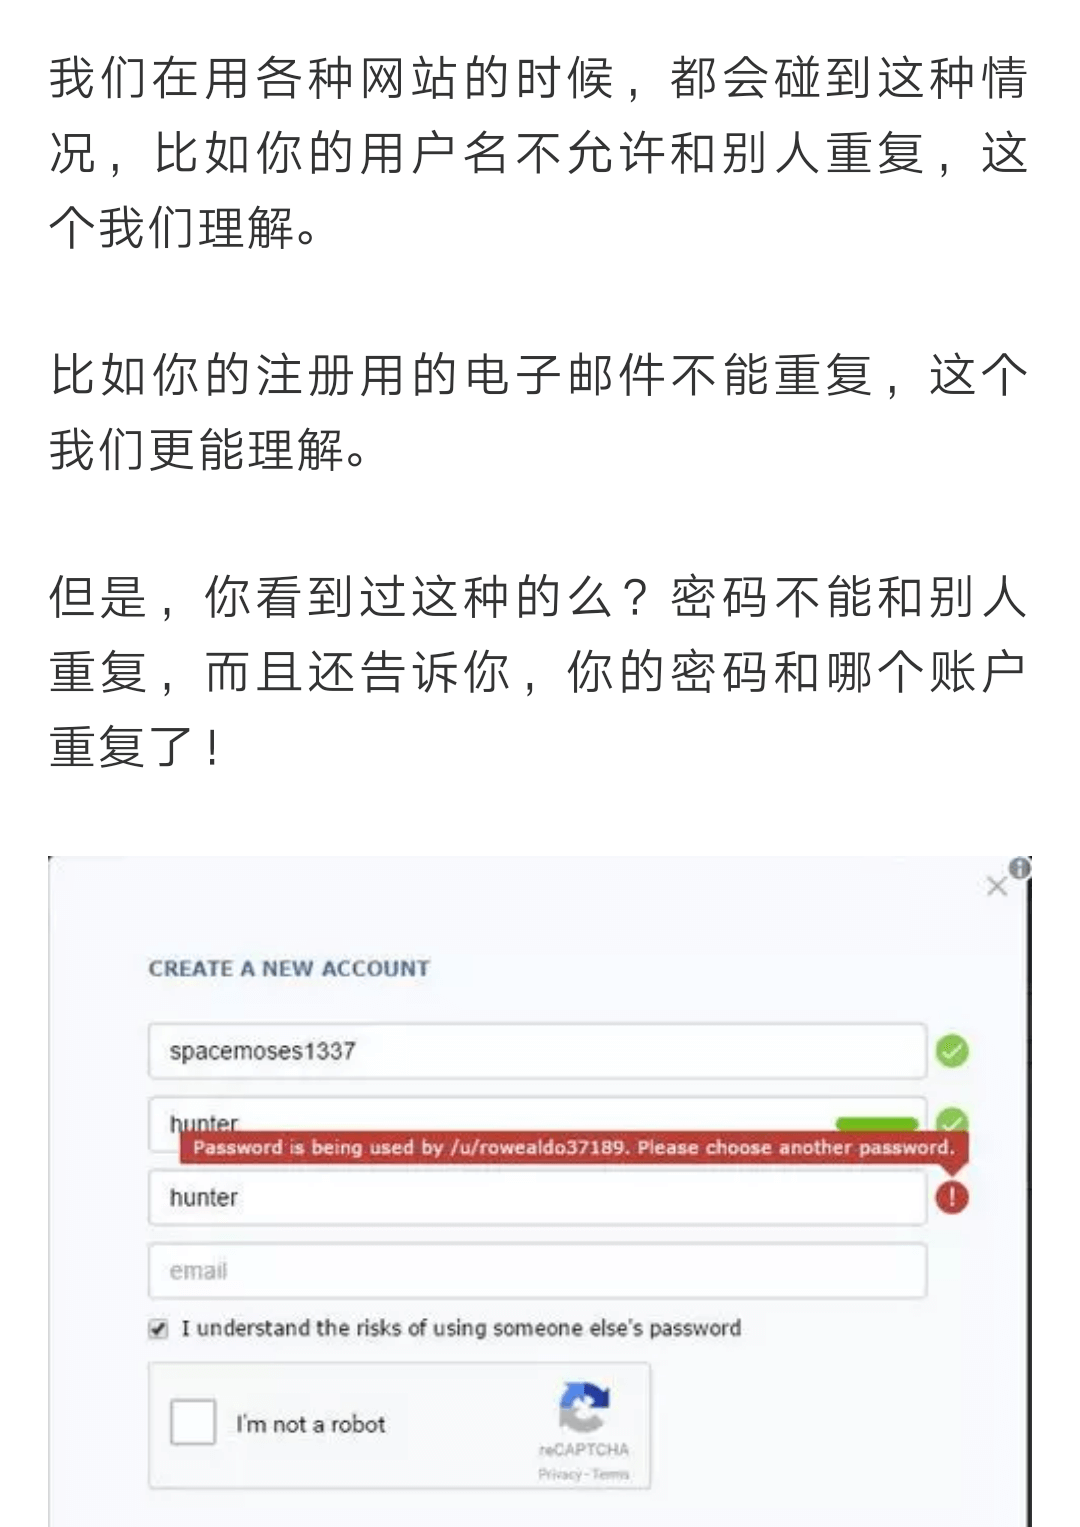 我们在用各种网站的时候，都会碰到这种情
况，比如你的用户名不允许和别人重复，这
个我们理解。
比如你的注册用的电子邮件不能重复，这个
我们更能理解。
但是，你看到过这种的么？密码不能和别人
重复，而且还告诉你，你的密码和哪个账户
重复了！
CREATE A NEW ACCOUNT
spacemoses1337
hunter
Password is being used by /u/rowealdo37189. Please choose another password.
hunter
email
I understand the risks of using someone else's password
I'm not a robot
reCAPTCHA
Privacy - Terms